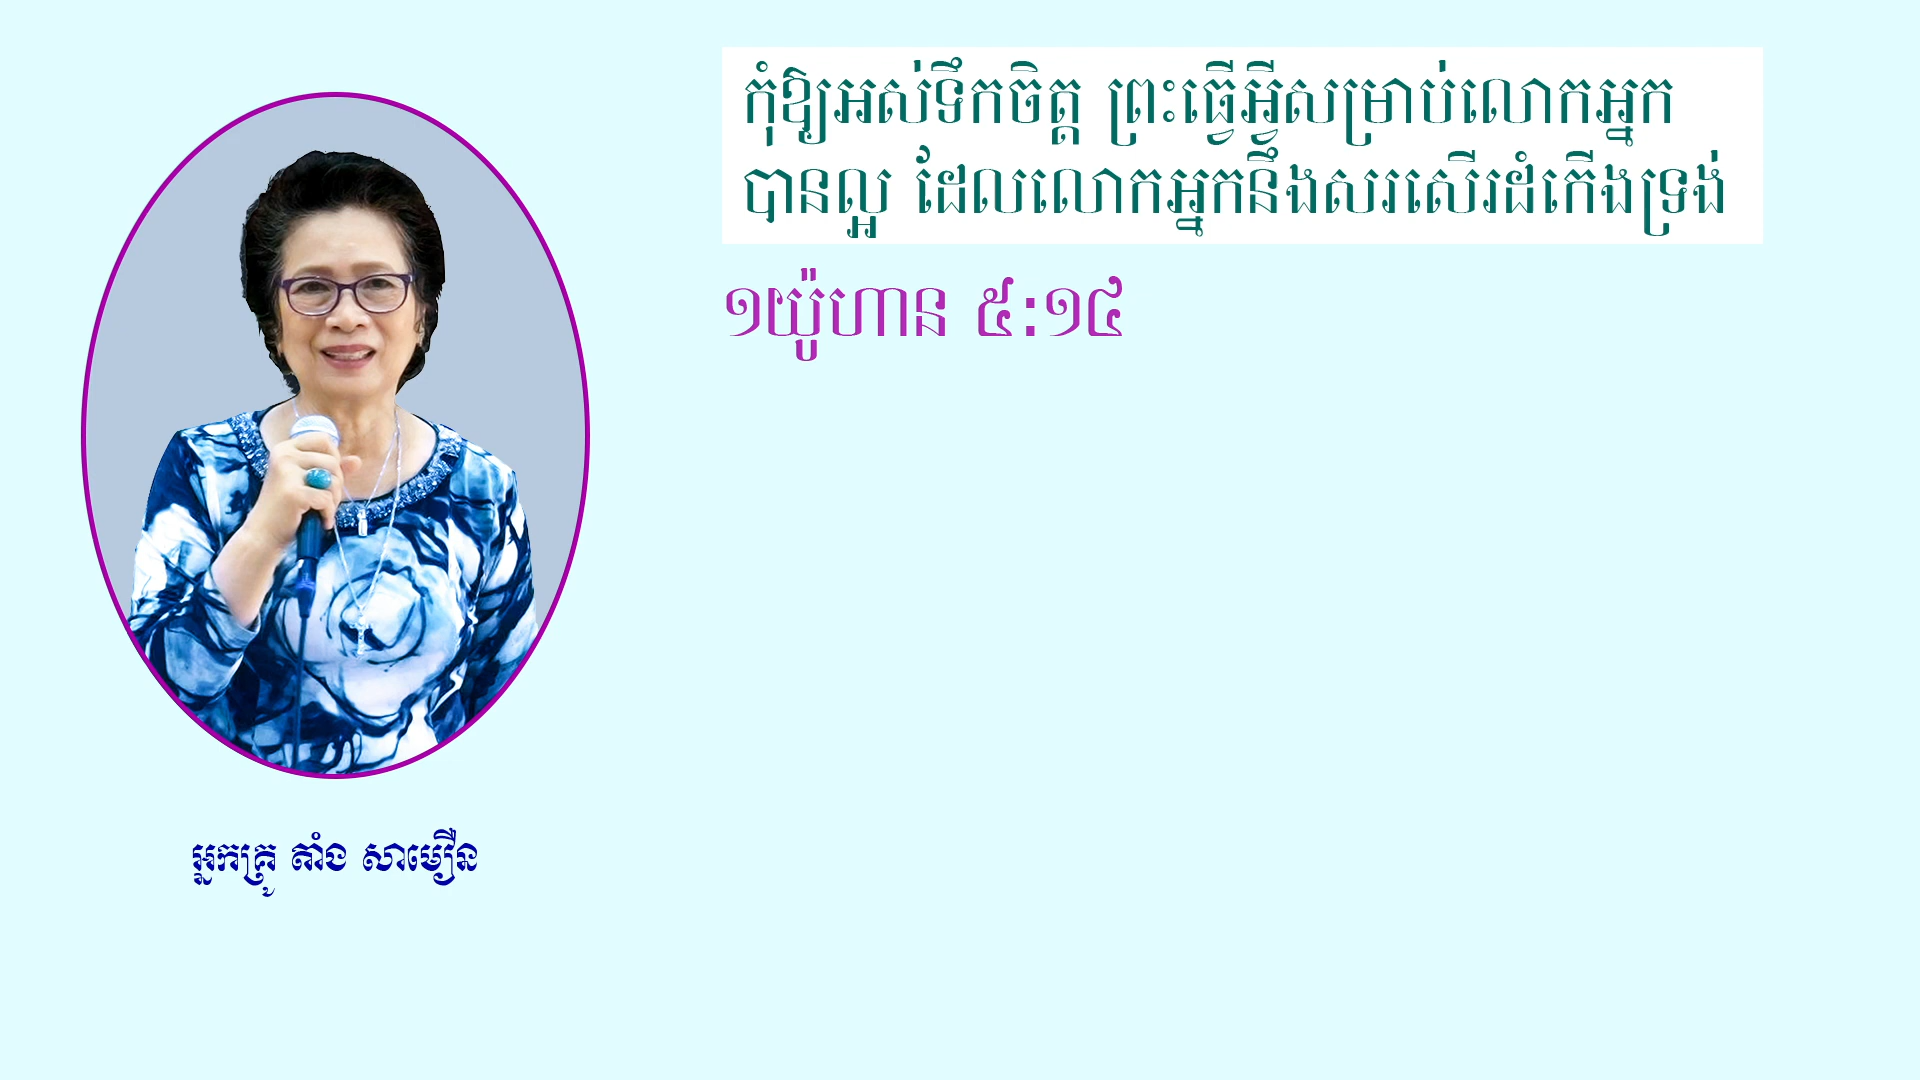 កុំឱ្យអស់ទឹកចិត្ត ព្រះធ្វើអ្វីសម្រាប់លោកអ្នក
បានល្អ ដែលលោកអ្នកនឹងសរសើរដំកើងទ្រង់
១យ៉ូហាន ៥:១៤
អ្នកគ្រូ តាំង សាមឿន